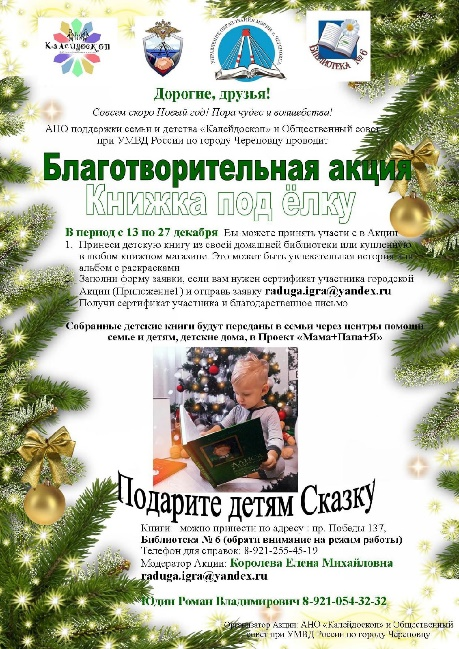 Калейдоскоп
БИБЛИОТЕКА №6
Дорогие, друзья!
Совсем скоро Новый год! Пора чудес и волшебства!
АНО поддержки семьи и детства «Калейдоскоп» и Общественный совет
при УМВД России по городу Череповцу проводит
Благотворительная акция
Книжка под ёлку
В период с 13 по 27 декабря Вы можете принять участи е в Акции
1. Принеси детскую книгу из своей домашней библиотеки или купленную
в любом книжном магазине. Это может быть увлекательная история
альбом с раскрасками
2. Заполни форму заявки, если вам нужен сертификат участника городской
Акции (Приложение1) и отправь заявку raduga.igra@yandex.ru
Получи сертификат участника и благодарственное письмо
Собранные детские книги будут переданы в семьи через центры помощи
семье и детям, детские дома, в Проект «Мама+Папа+Я»
Подарите детям Сказку
Книги можно принести по адресу : пр. Победы 137,
Библиотека № 6 (обрати внимание на режим работы)
Телефон для справок: 8-921-255-45-19
Модератор Акции: Королева Елена Михайловна
raduga.igra@yandex.ru
Юдин Роман Владимирович 8-921-054-32-32
Организатор Акции: АНО «Калейдоскоп» и Общественный
совет при УМВД России по городу Череповцу